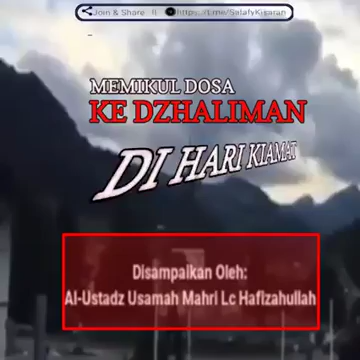 Join & Share || https://t.me/SalafyKisaran
MEMIKUL DOSA
KE DZHALIMAN
DI HARI KIAMAT
Disampaikan Oleh:
Al-Ustadz Usamah Mahri Lc Hafizahullah